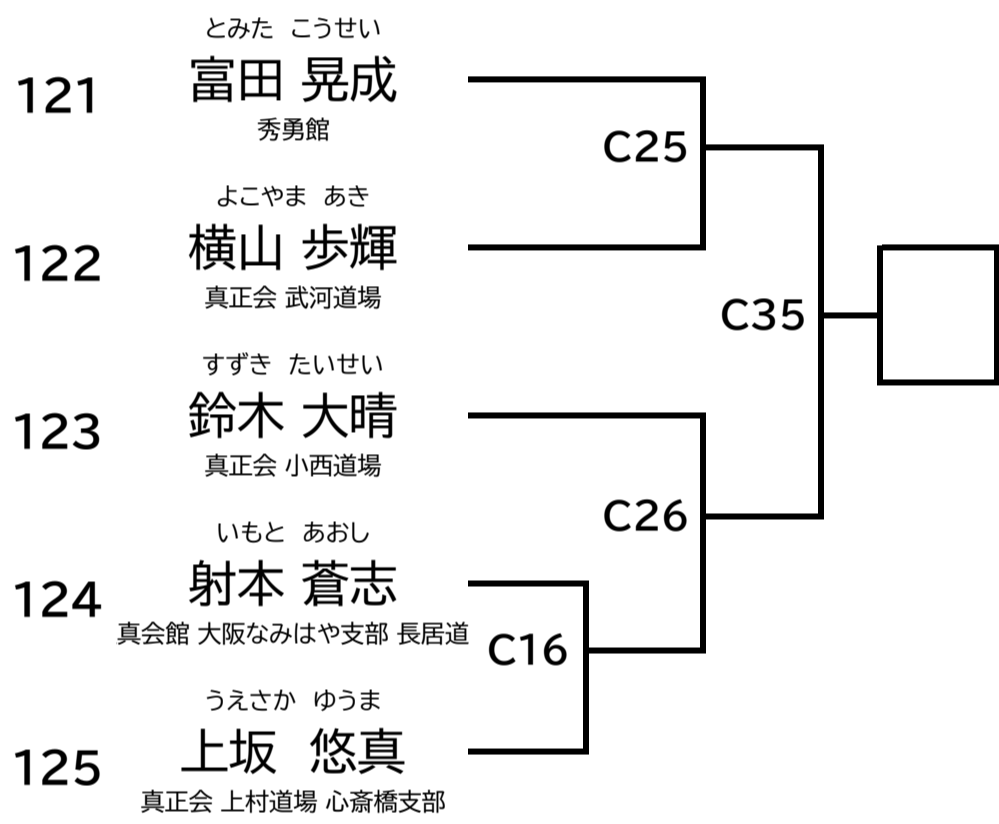 とみた こうせい
121 富田 晃成
秀勇館
C25
よこやま あき
122 横山 歩輝
真正会 武河道場
C35
すずき たいせい
123 鈴木 大晴
真正会 小西道場
C26
いもと あおし
124 射本 蒼志
真会館 大阪なみはや支部 長居道
C16
うえさか ゆうま
125 上坂 悠真
真正会 上村道場 心斎橋支部